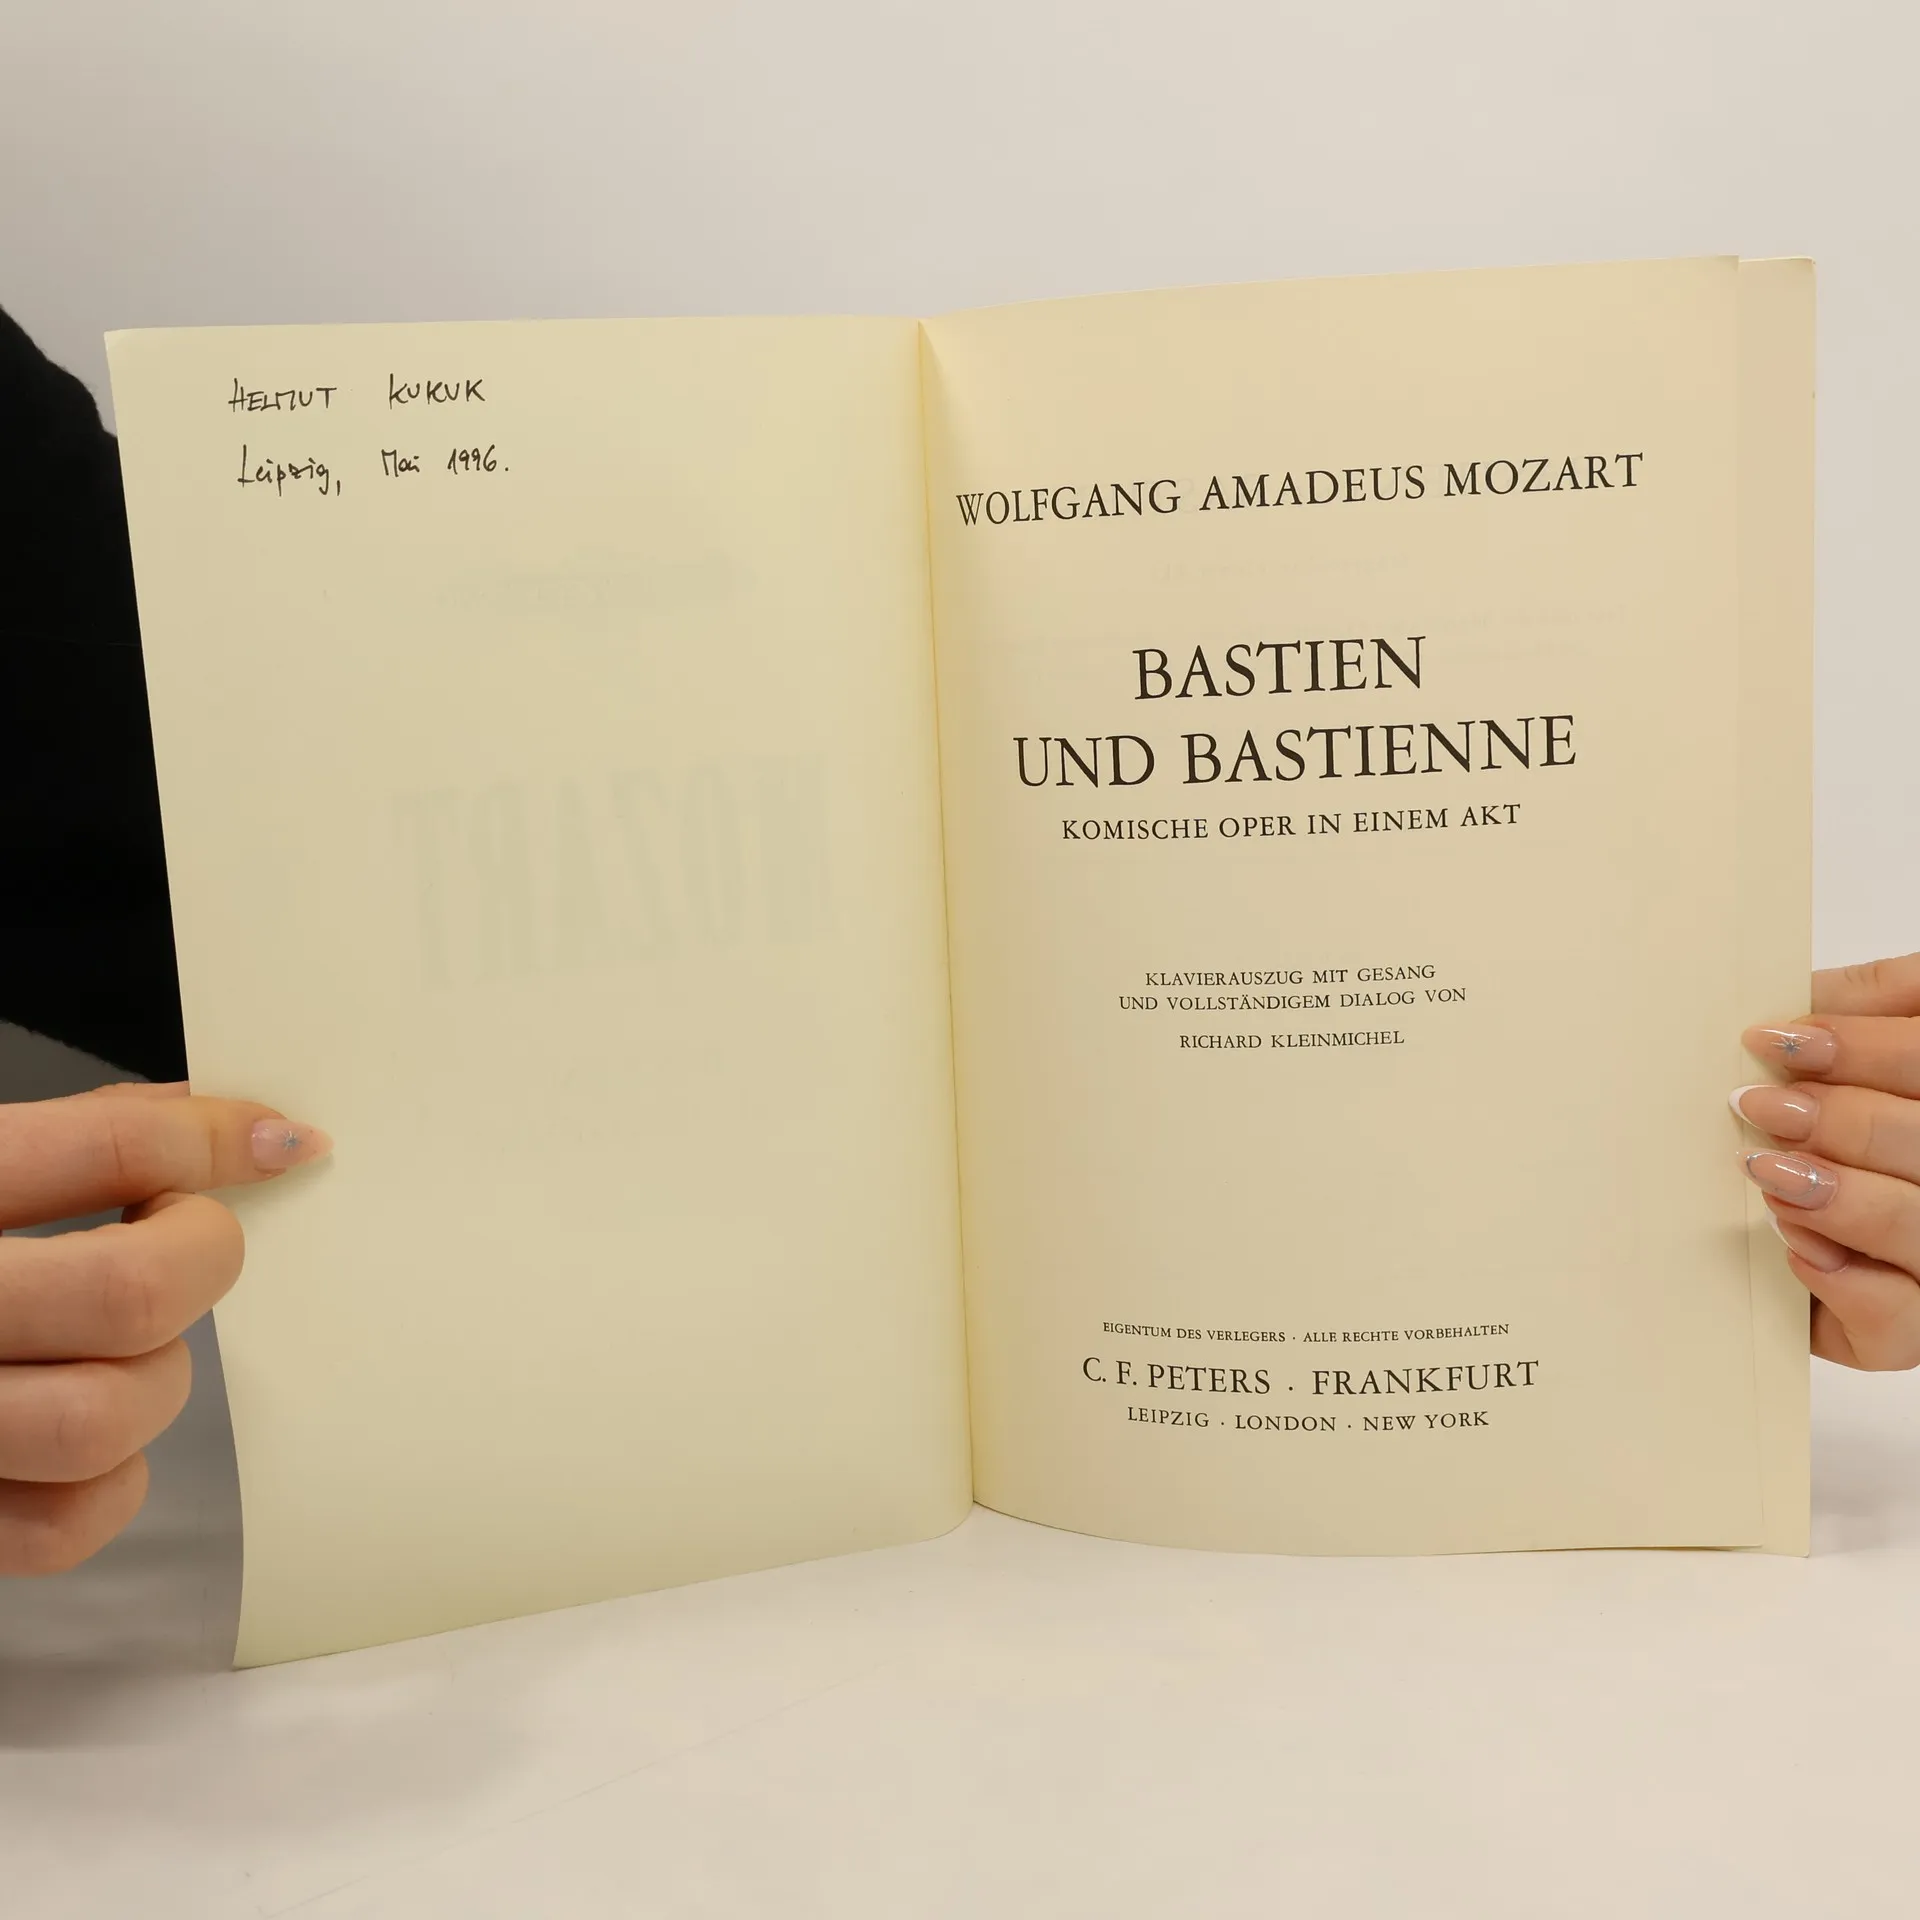 HELMUT KUKUK
Leipzig, Mai 1996.
WOLFGANG AMADEUS MOZART
BASTIEN
UND BASTIENNE
KOMISCHE OPER IN EINEM AKT
KLAVIERAUSZUG MIT GESANG
UND VOLLSTÄNDIGEM DIALOG VON
RICHARD KLEINMICHEL
EIGENTUM DES VERLEGERS · ALLE RECHTE VORBEHALTEN
C. F. PETERS · FRANKFURT
LEIPZIG · LONDON · NEW YORK